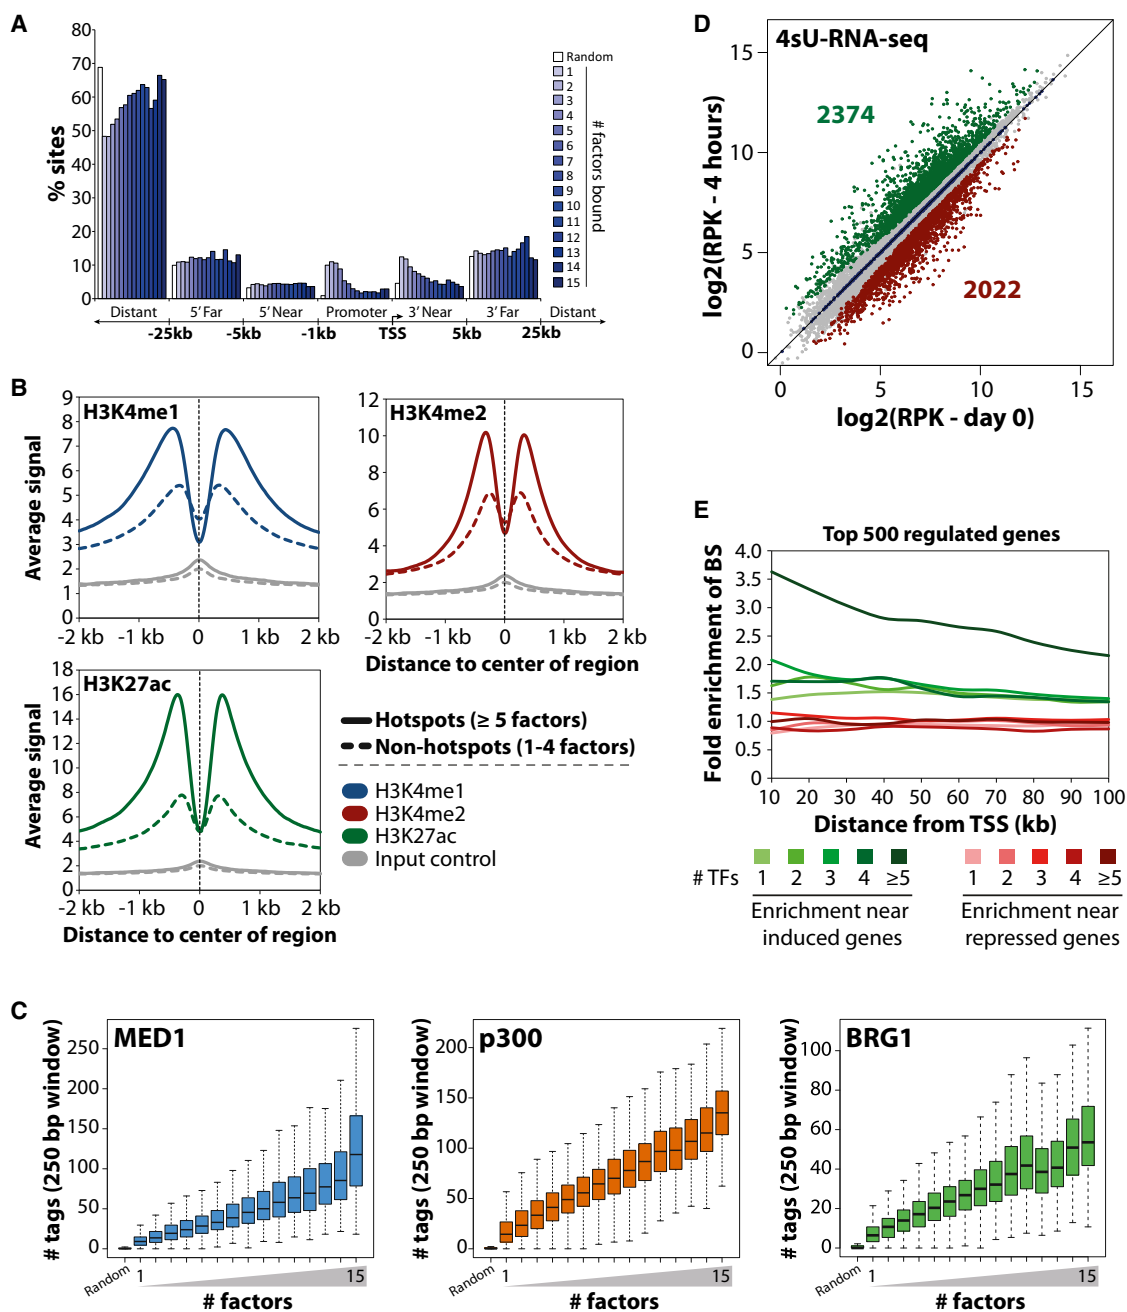 A
80
70
60
50
40
30
20
10
0
% sites
Random
1
2
3
4
5
6
7
8
9
10
11
12
13
14
15
# factors bound
Distant
5' Far
5' Near
Promoter
3' Near
3' Far
Distant
-25kb
-5kb
-1kb
TSS
5kb
25kb
B
H3K4me1
9
8
7
6
5
4
3
2
1
0
Average signal
-2 kb
-1 kb
0
1 kb
2 kb
H3K4me2
12
10
8
6
4
2
0
-2 kb
-1 kb
0
1 kb
2 kb
Distance to center of region
H3K27ac
18
16
14
12
10
8
6
4
2
0
Average signal
-2 kb
-1 kb
0
1 kb
2 kb
Distance to center of region
Hotspots (≥ 5 factors)
Non-hotspots (1-4 factors)
H3K4me1
H3K4me2
H3K27ac
Input control
C
MED1
250
200
150
100
50
0
# tags (250 bp window)
Random
1
15
# factors
p300
200
150
100
50
0
# tags (250 bp window)
Random
1
15
# factors
BRG1
100
80
60
40
20
0
# tags (250 bp window)
Random
1
15
# factors
D
4sU-RNA-seq
15
10
5
0
log2(RPK - 4 hours)
2374
2022
0
5
10
15
log2(RPK - day 0)
E
Top 500 regulated genes
4.0
3.5
3.0
2.5
2.0
1.5
1.0
0.5
0
Fold enrichment of BS
10
20
30
40
50
60
70
80
90
100
Distance from TSS (kb)
# TFs
1
2
3
4
≥5
1
2
3
4
≥5
Enrichment near
induced genes
Enrichment near
repressed genes